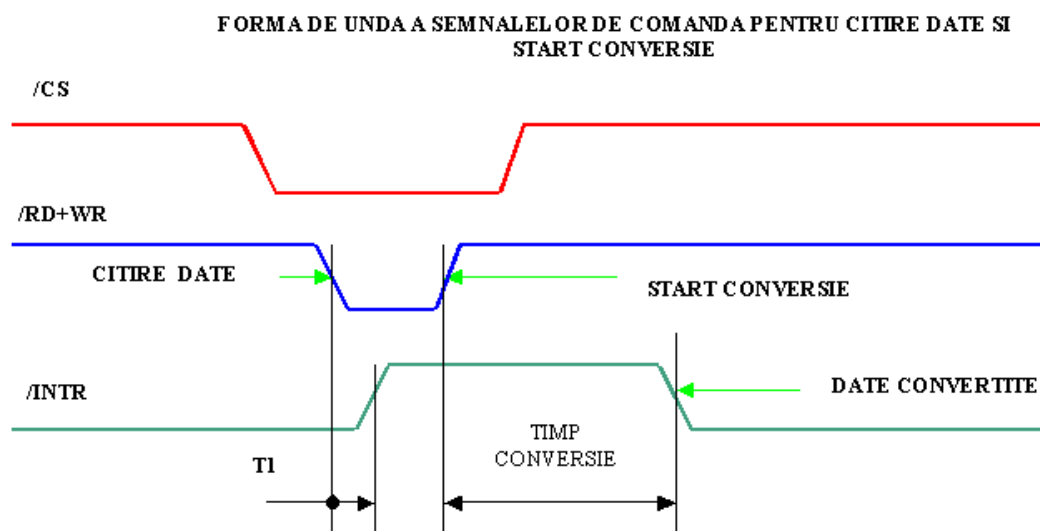 FORMA DE UNDA A SEMNALELOR DE COMANDA PENTRU CITIRE DATE SI
START CONVERSIE
/CS
/RD+WR
CITIRE DATE
START CONVERSIE
/INTR
DATE CONVERTITE
TIMP
CONVERSIE
T1